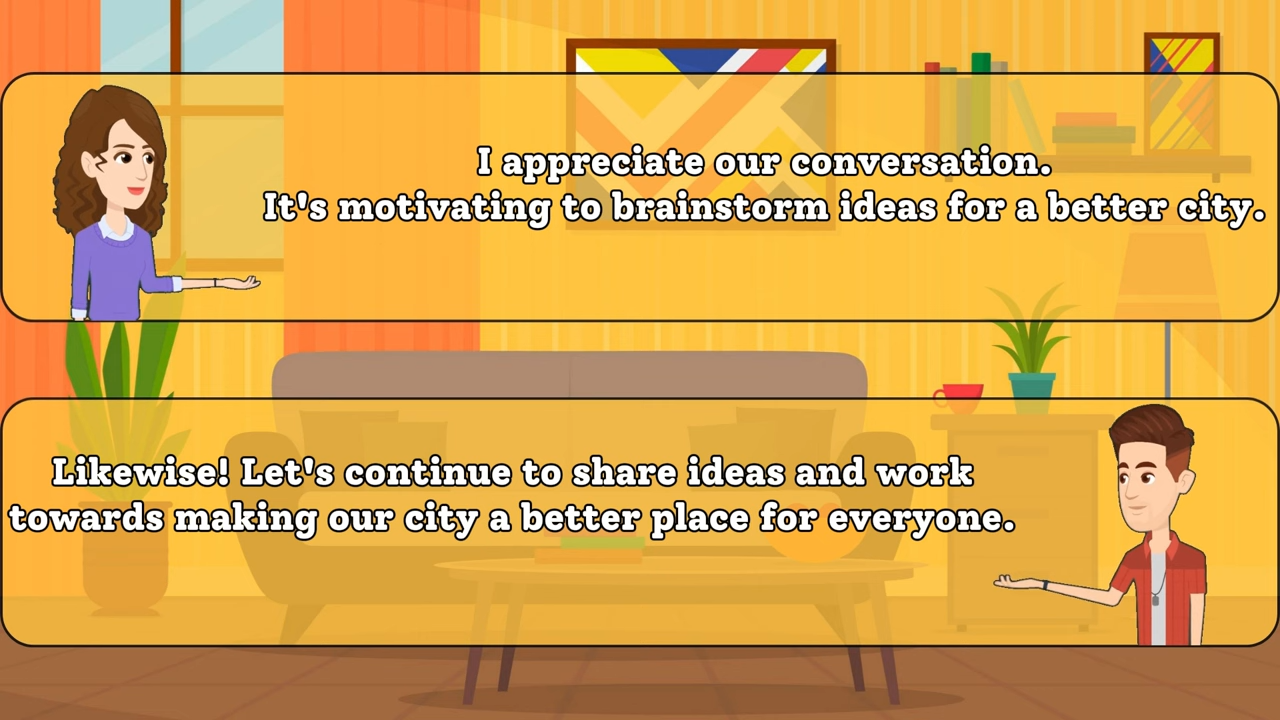 I appreciate our conversation.
It's motivating to brainstorm ideas for a better city.
Likewise! Let's continue to share ideas and work
towards making our city a better place for everyone.